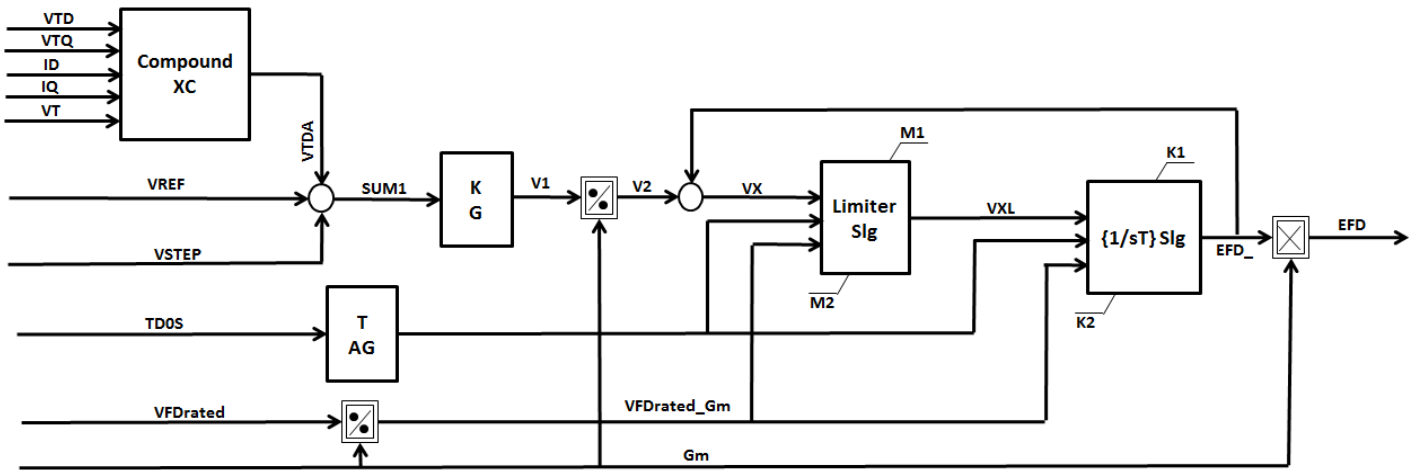 VTD
VTQ
ID
IQ
VT
Compound
XC
VTDA
VREF
SUM1
VSTEP
K
G
V1
V2
VX
M1
Limiter
Slg
M2
VXL
K1
{1/sT} Slg
K2
EFD_
EFD
TD0S
T
AG
VFDrated
VFDrated_Gm
Gm